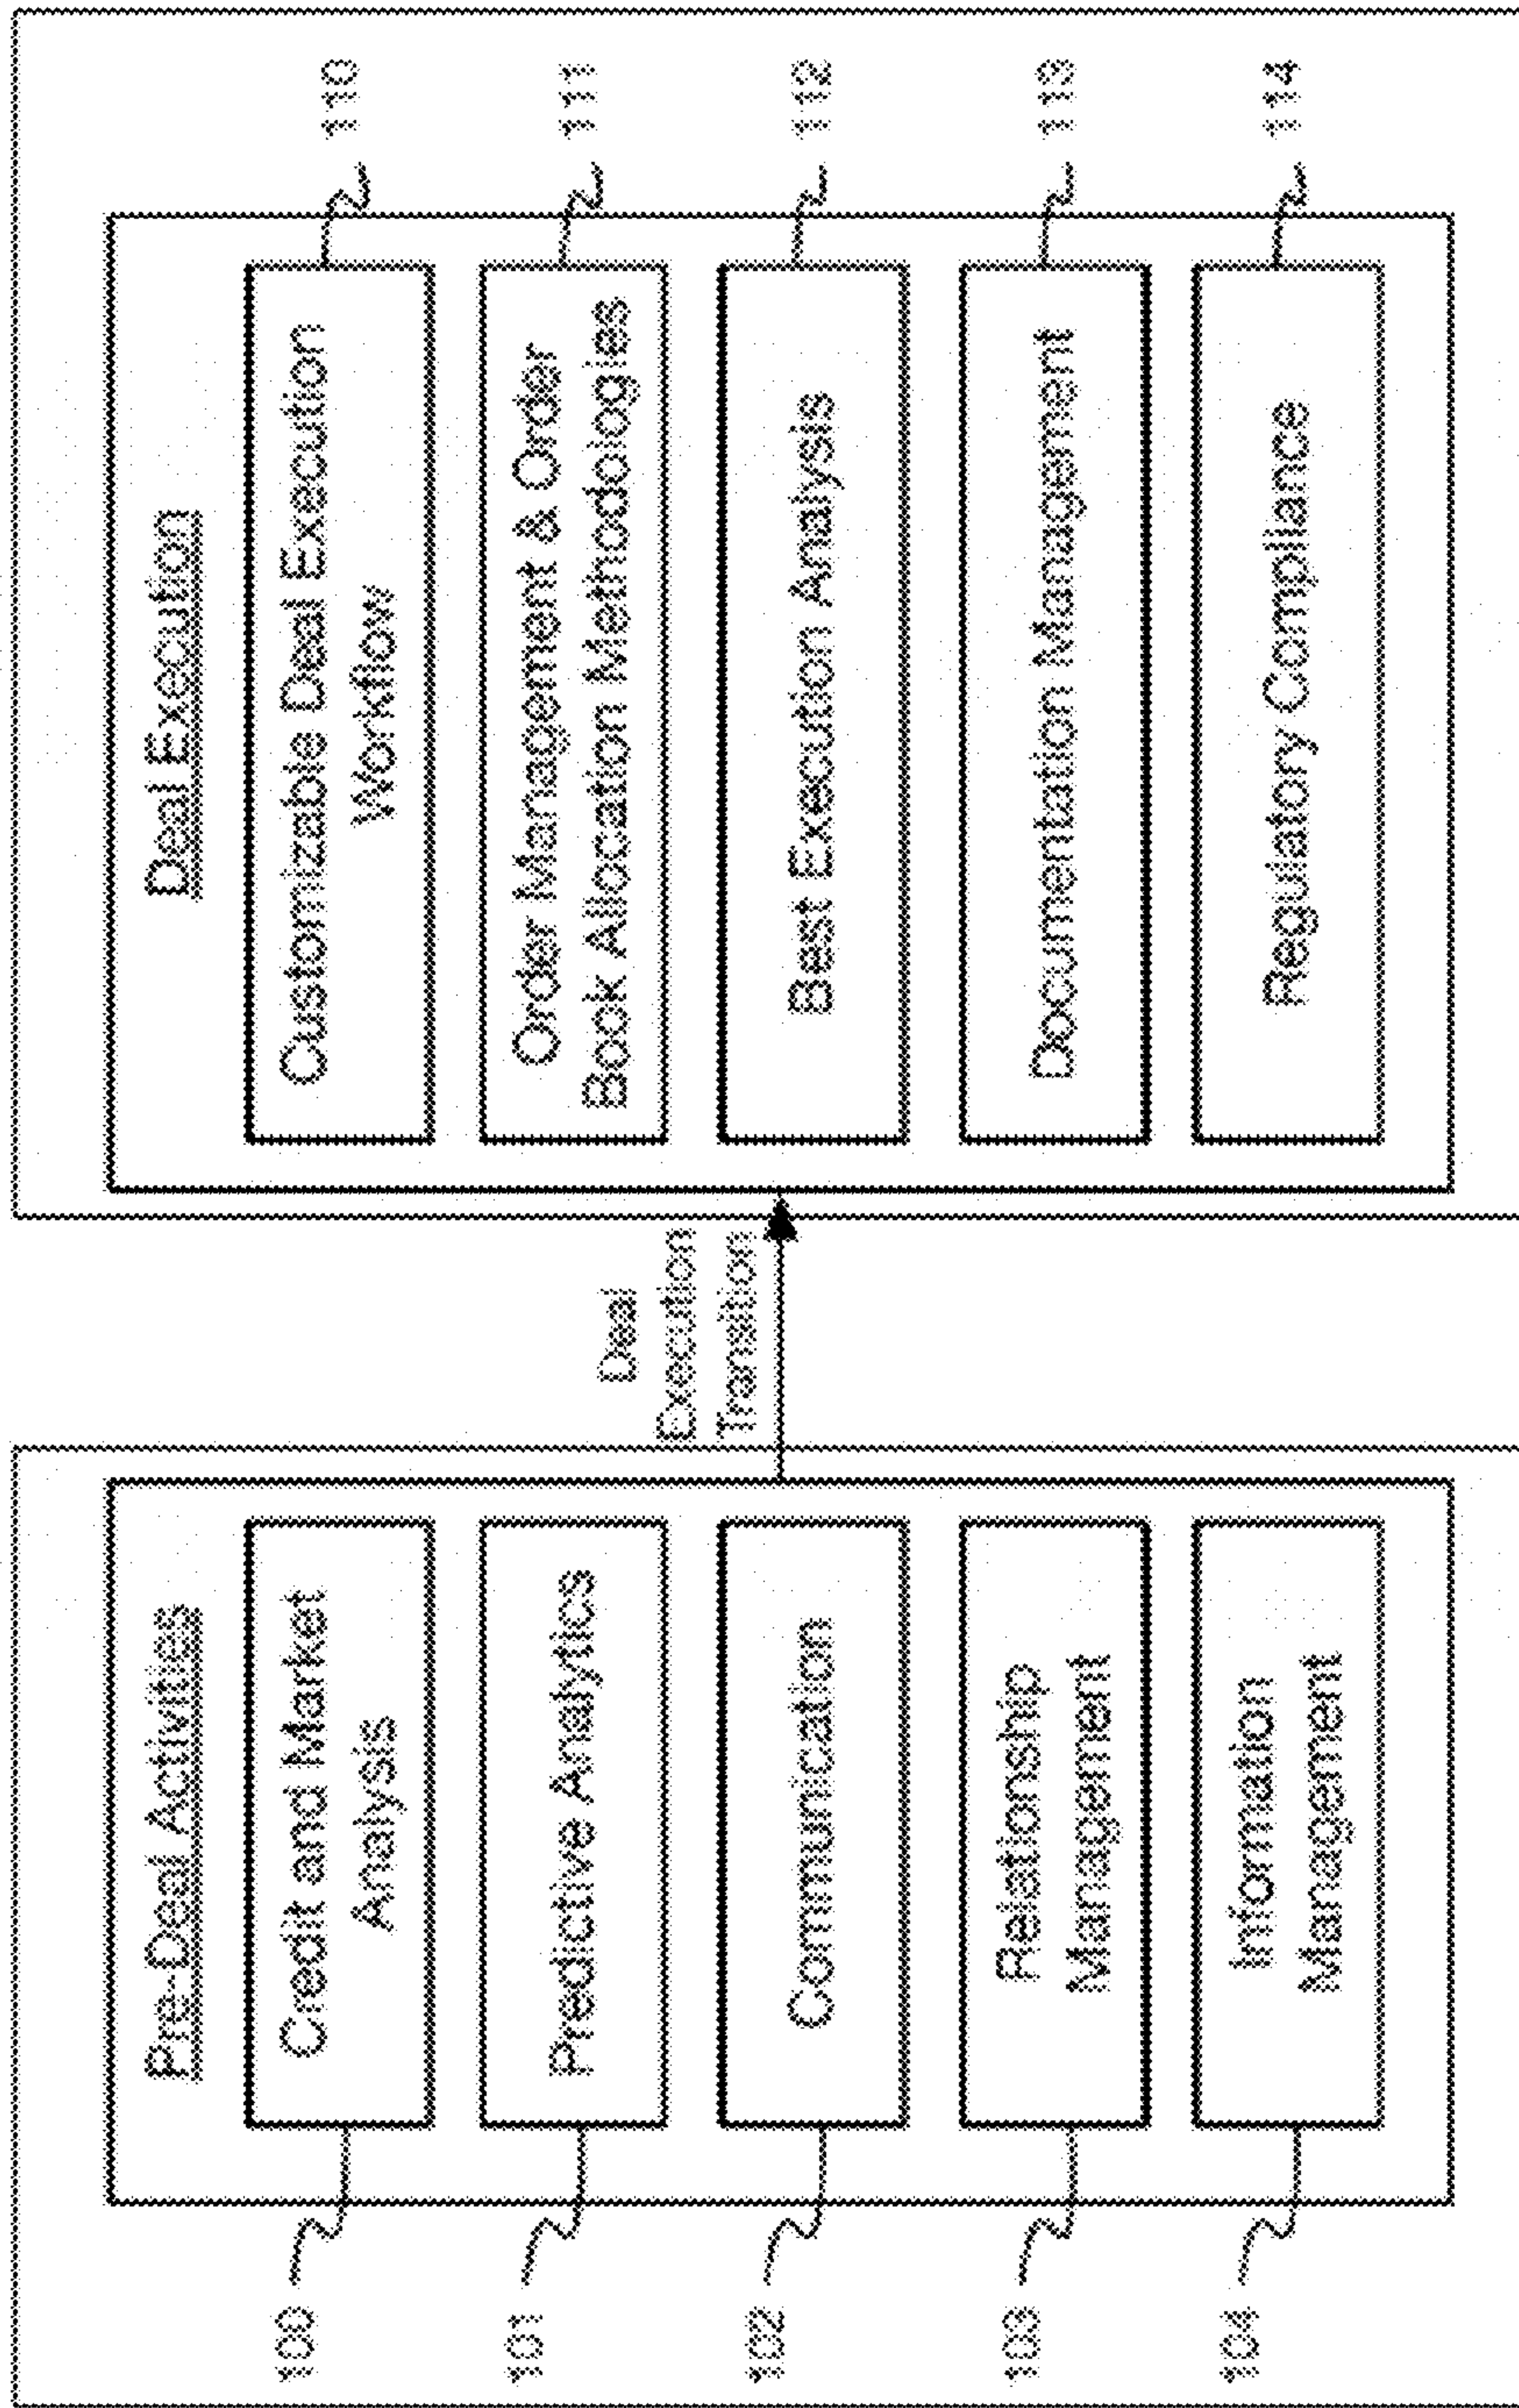 Pre-Deal Activities
100
Credit and Market
Analysis
101
Predictive Analytics
102
Communication
103
Relationship
Management
104
Information
Management
Deal
Execution
Transition
Deal Execution
Customizable Deal Execution
Workflow
110
Order Management & Order
Book Allocation Methodologies
111
Best Execution Analysis
112
Documentation Management
113
Regulatory Compliance
114